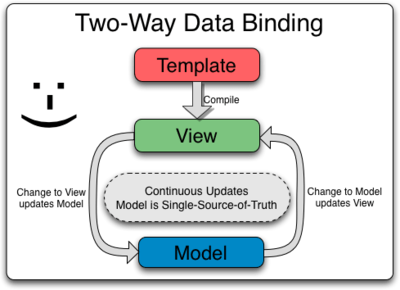 Two-Way Data Binding
Template
Compile
View
Change to View
updates Model
Continuous Updates
Model is Single-Source-of-Truth
Change to Model
updates View
Model